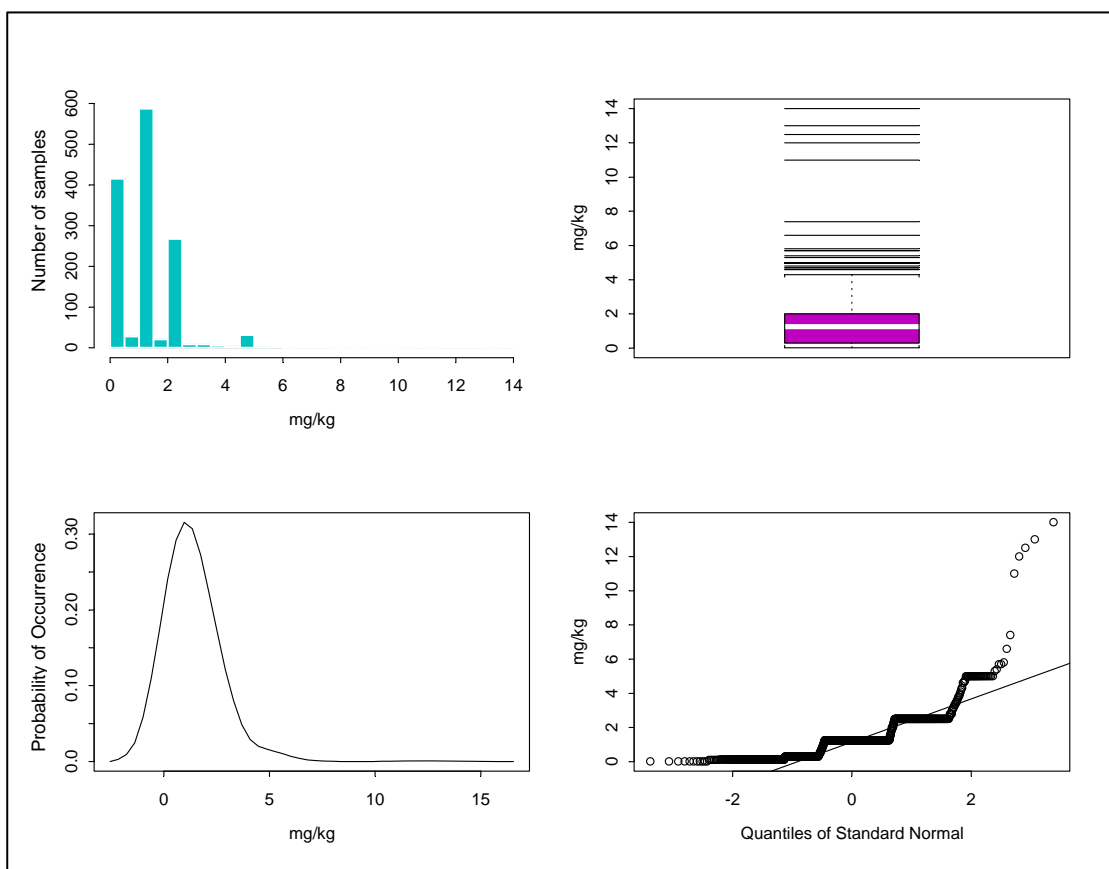 Number of samples
0 100 200 300 400 500 600
0 2 4 6 8 10 12 14
mg/kg
mg/kg
0 2 4 6 8 10 12 14
Probability of Occurrence
0.0 0.10 0.20 0.30
0 5 10 15
mg/kg
mg/kg
0 2 4 6 8 10 12 14
-2 0 2
Quantiles of Standard Normal